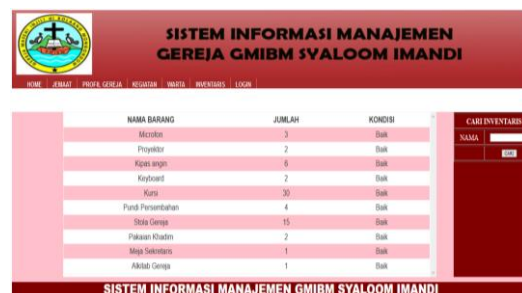 SISTEM INFORMASI MANAJEMEN
GEREJA GMIBM SYALOOM IMANDI
HOME JEMAAT PROFIL GEREJA KEGIATAN WARTA INVENTARIS LOGIN
NAMA BARANG JUMLAH KONDISI
Microfon 3 Baik
Proyektor 2 Baik
Kipas angin 6 Baik
Keyboard 2 Baik
Kursi 30 Baik
Pundi Persembahan 4 Baik
Stola Gereja 15 Baik
Pakaian Khadim 2 Baik
Meja Sekretaris 1 Baik
Alkitab Gereja 1 Baik
CARI INVENTARIS
NAMA
CARI
SISTEM INFORMASI MANAJEMEN GMIBM SYALOOM IMANDI